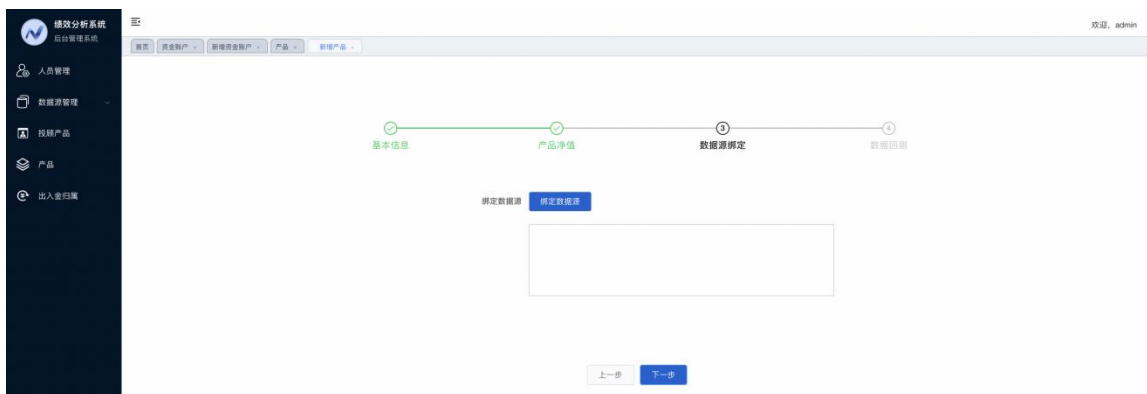 绩效分析系统
后台管理系统
欢迎, admin
首页 资金账户 × 新增资金账户 × 产品 × 新增产品 ×
人员管理
数据源管理
投顾产品
产品
出入金归属
基本信息 产品净值 3 数据源绑定 4 数据回测
绑定数据源 绑定数据源
上一步 下一步